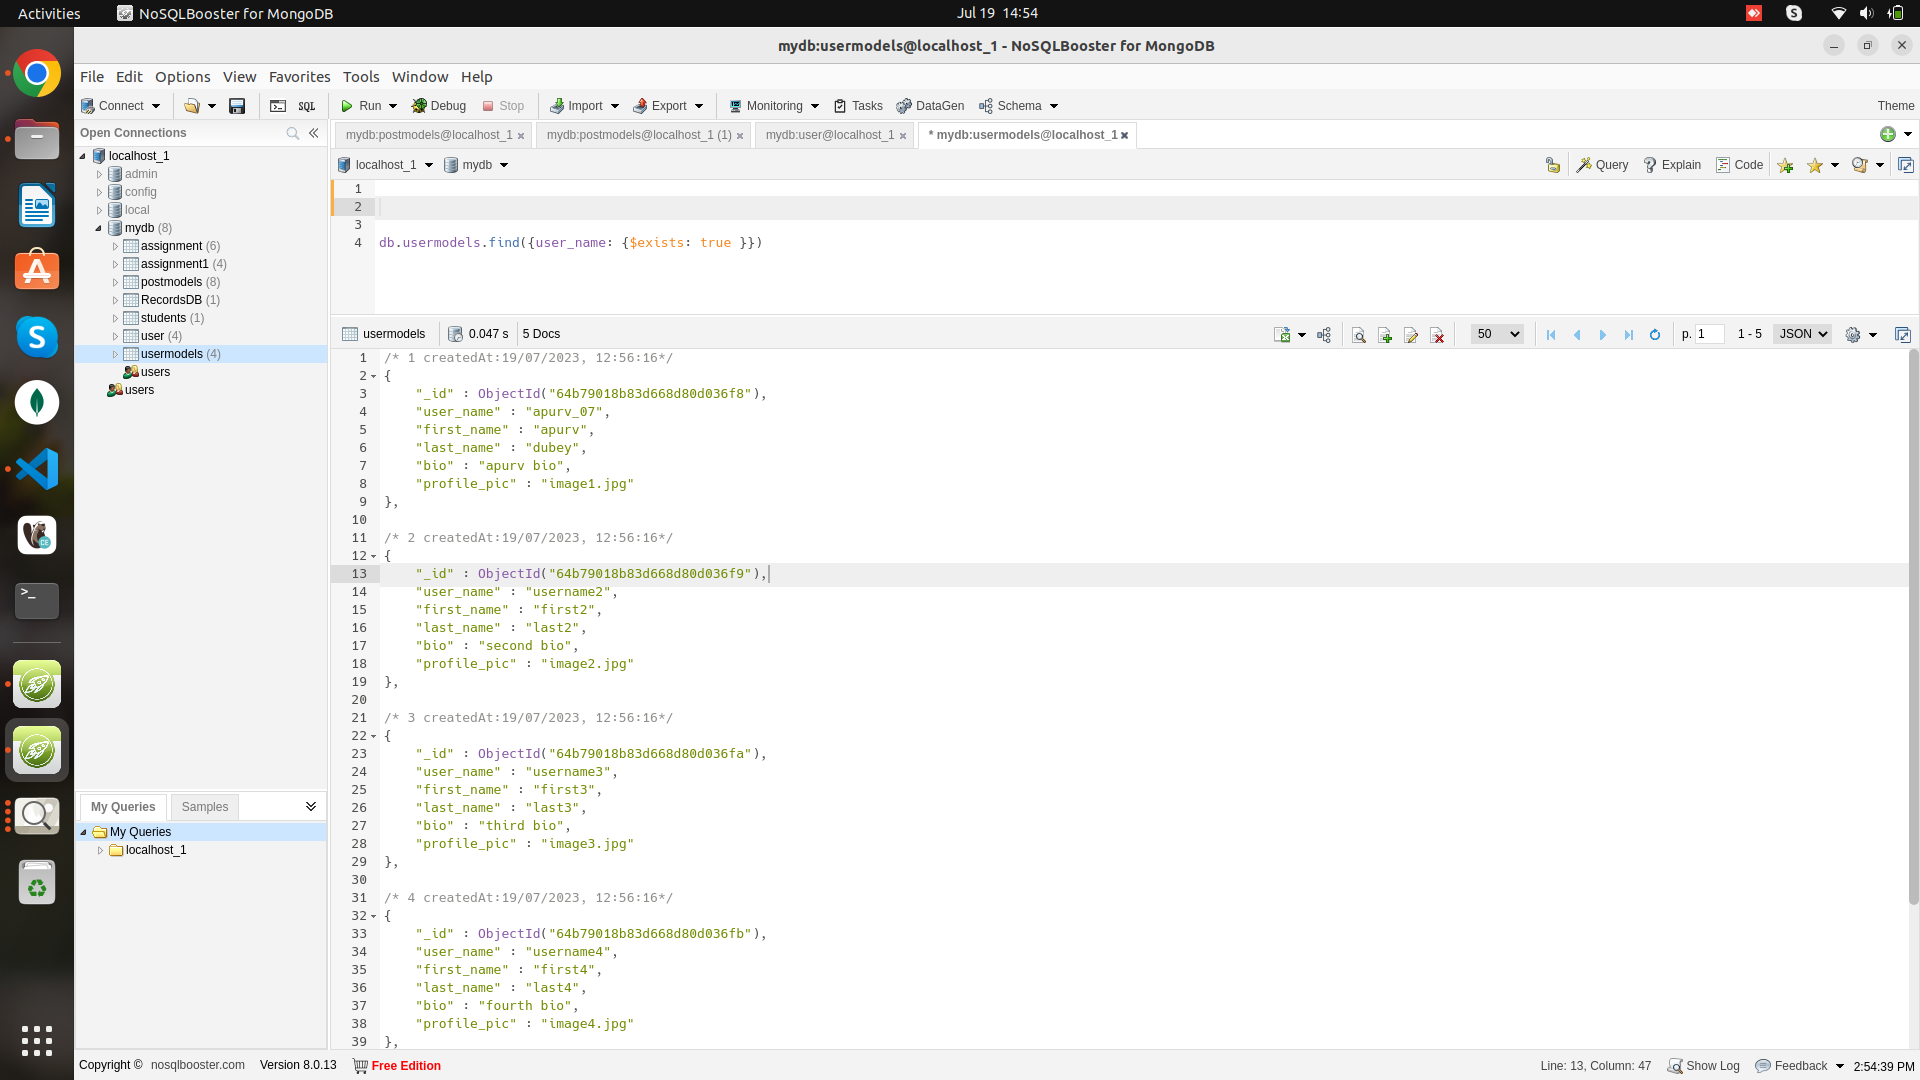 Activities
NoSQLBooster for MongoDB
Jul 19 14:54
mydb:usermodels@localhost_1 - NoSQLBooster for MongoDB
File Edit Options View Favorites Tools Window Help
Connect SQL Run Debug Stop Import Export Monitoring Tasks DataGen Schema Theme
Open Connections
localhost_1
admin
config
local
mydb (8)
assignment (6)
assignment1 (4)
postmodels (8)
RecordsDB (1)
students (1)
user (4)
usermodels (4)
users
users
My Queries Samples
My Queries
localhost_1
mydb:postmodels@localhost_1 mydb:postmodels@localhost_1 (1) mydb:user@localhost_1 * mydb:usermodels@localhost_1
localhost_1 mydb Query Explain Code
1
2
3
4 db.usermodels.find({user_name: {$exists: true }})
usermodels 0.047 s 5 Docs 50 p. 1 1 - 5 JSON
1 /* 1 createdAt:19/07/2023, 12:56:16*/
2 {
3 "_id" : ObjectId("64b79018b83d668d80d036f8"),
4 "user_name" : "apurv_07",
5 "first_name" : "apurv",
6 "last_name" : "dubey",
7 "bio" : "apurv bio",
8 "profile_pic" : "image1.jpg"
9 },
10
11 /* 2 createdAt:19/07/2023, 12:56:16*/
12 {
13 "_id" : ObjectId("64b79018b83d668d80d036f9"),
14 "user_name" : "username2",
15 "first_name" : "first2",
16 "last_name" : "last2",
17 "bio" : "second bio",
18 "profile_pic" : "image2.jpg"
19 },
20
21 /* 3 createdAt:19/07/2023, 12:56:16*/
22 {
23 "_id" : ObjectId("64b79018b83d668d80d036fa"),
24 "user_name" : "username3",
25 "first_name" : "first3",
26 "last_name" : "last3",
27 "bio" : "third bio",
28 "profile_pic" : "image3.jpg"
29 },
30
31 /* 4 createdAt:19/07/2023, 12:56:16*/
32 {
33 "_id" : ObjectId("64b79018b83d668d80d036fb"),
34 "user_name" : "username4",
35 "first_name" : "first4",
36 "last_name" : "last4",
37 "bio" : "fourth bio",
38 "profile_pic" : "image4.jpg"
39 },
Copyright © nosqlbooster.com Version 8.0.13 Free Edition Line: 13, Column: 47 Show Log Feedback 2:54:39 PM